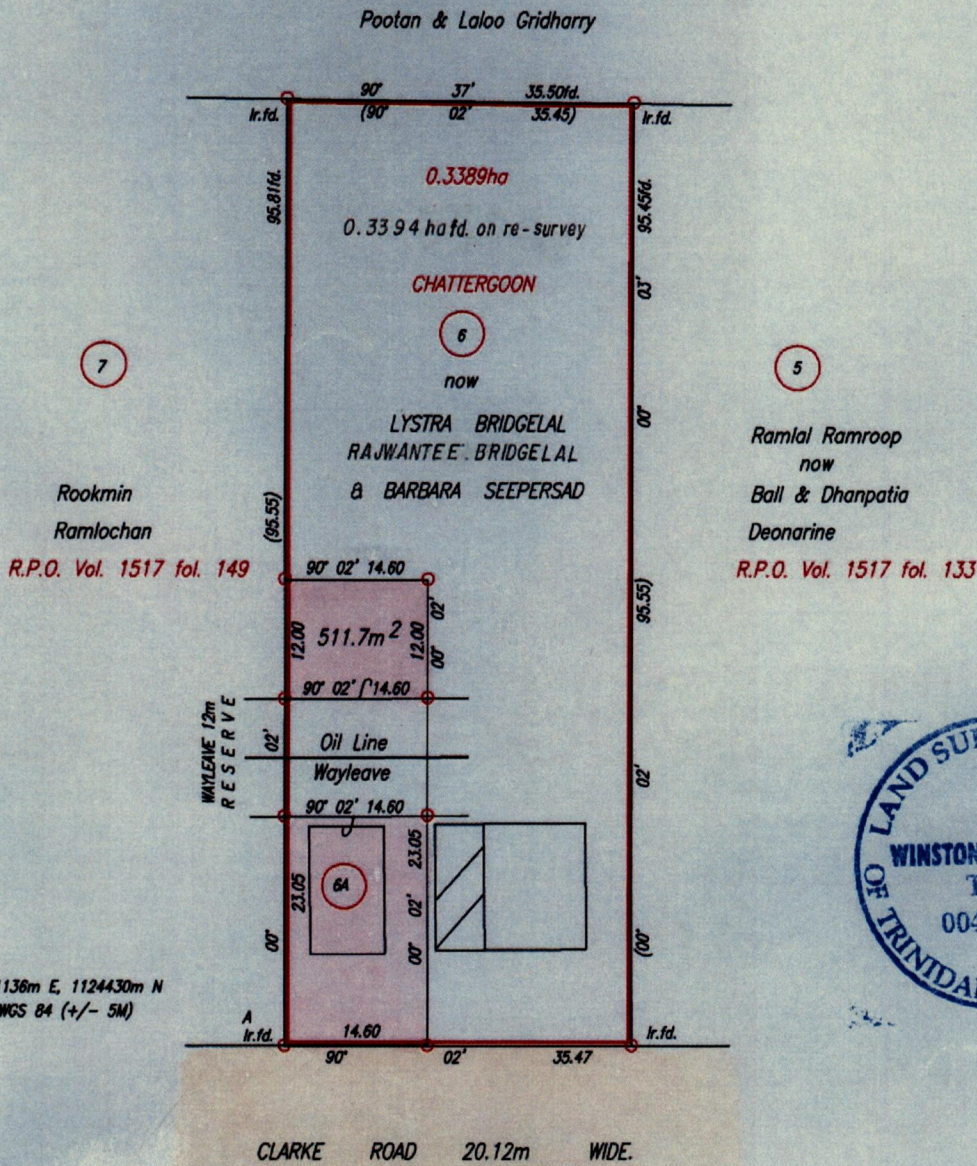 Pootan & Laloo Gridharry
90° 37' 35.50fd.
(90° 02' 35.45)
Ir.fd.
Ir.fd.
95.81fd.
95.45fd.
0.3389ha
0.3394 ha fd. on re-survey
CHATTERGOON
03'
6
7
5
now
00°
LYSTRA BRIDGELAL
RAJWANTEE BRIDGELAL
& BARBARA SEEPERSAD
Ramlal Ramroop
now
Ball & Dhanpatia
Deonarine
R.P.O. Vol. 1517 fol. 133
Rookmin
Ramlochan
R.P.O. Vol. 1517 fol. 149
(95.55)
95.55)
90° 02' 14.60
12.00
511.7m²
12.00
00° 02'
90° 02' 14.60
WAYLEAVE 12m
RESERVE
02'
Oil Line
Wayleave
02'
90° 02' 14.60
23.05
6A
23.05
00°
00° 02'
(00°
LAND SU
WINSTON
004
OF TRINIDA
136m E, 1124430m N
WGS 84 (+/- 5M)
A
Ir.fd.
14.60
Ir.fd.
90° 02' 35.47
CLARKE ROAD 20.12m WIDE.